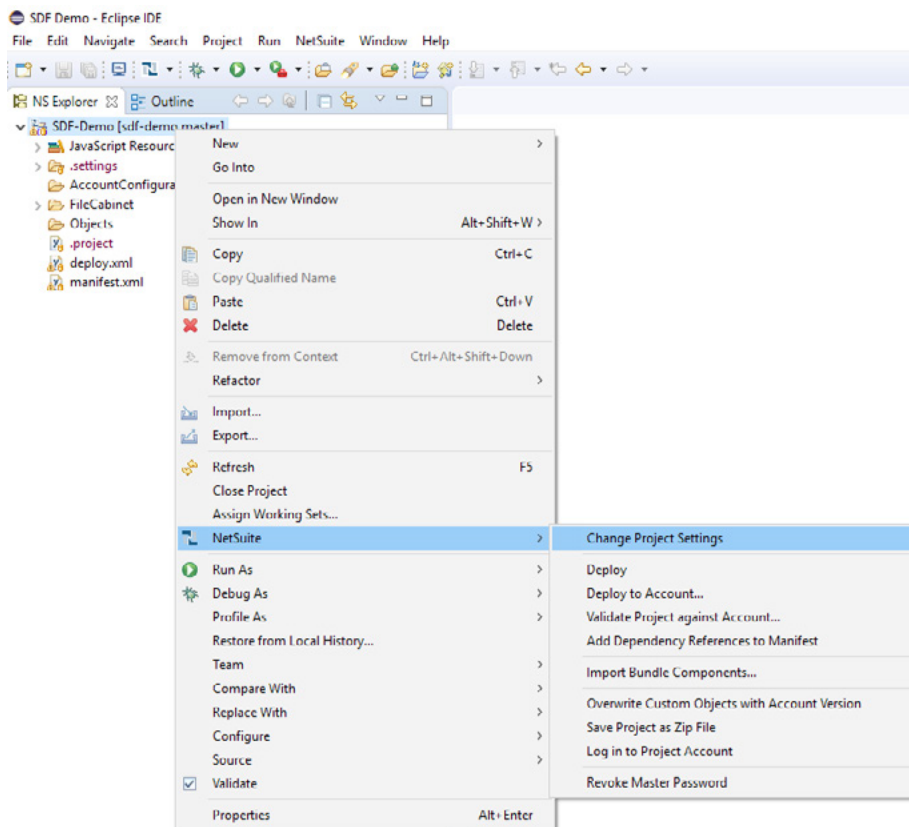 SDF Demo - Eclipse IDE
File Edit Navigate Search Project Run NetSuite Window Help
NS Explorer Outline
SDF-Demo [sdf-demo master]
JavaScript Resourc
.settings
AccountConfigura
FileCabinet
Objects
.project
deploy.xml
manifest.xml
New
Go Into
Open in New Window
Show In Alt+Shift+W >
Copy Ctrl+C
Copy Qualified Name
Paste Ctrl+V
Delete Delete
Remove from Context Ctrl+Alt+Shift+Down
Refactor
Import...
Export...
Refresh F5
Close Project
Assign Working Sets...
NetSuite
Run As
Debug As
Profile As
Restore from Local History...
Team
Compare With
Replace With
Configure
Source
Validate
Properties Alt+Enter
Change Project Settings
Deploy
Deploy to Account...
Validate Project against Account...
Add Dependency References to Manifest
Import Bundle Components...
Overwrite Custom Objects with Account Version
Save Project as Zip File
Log in to Project Account
Revoke Master Password